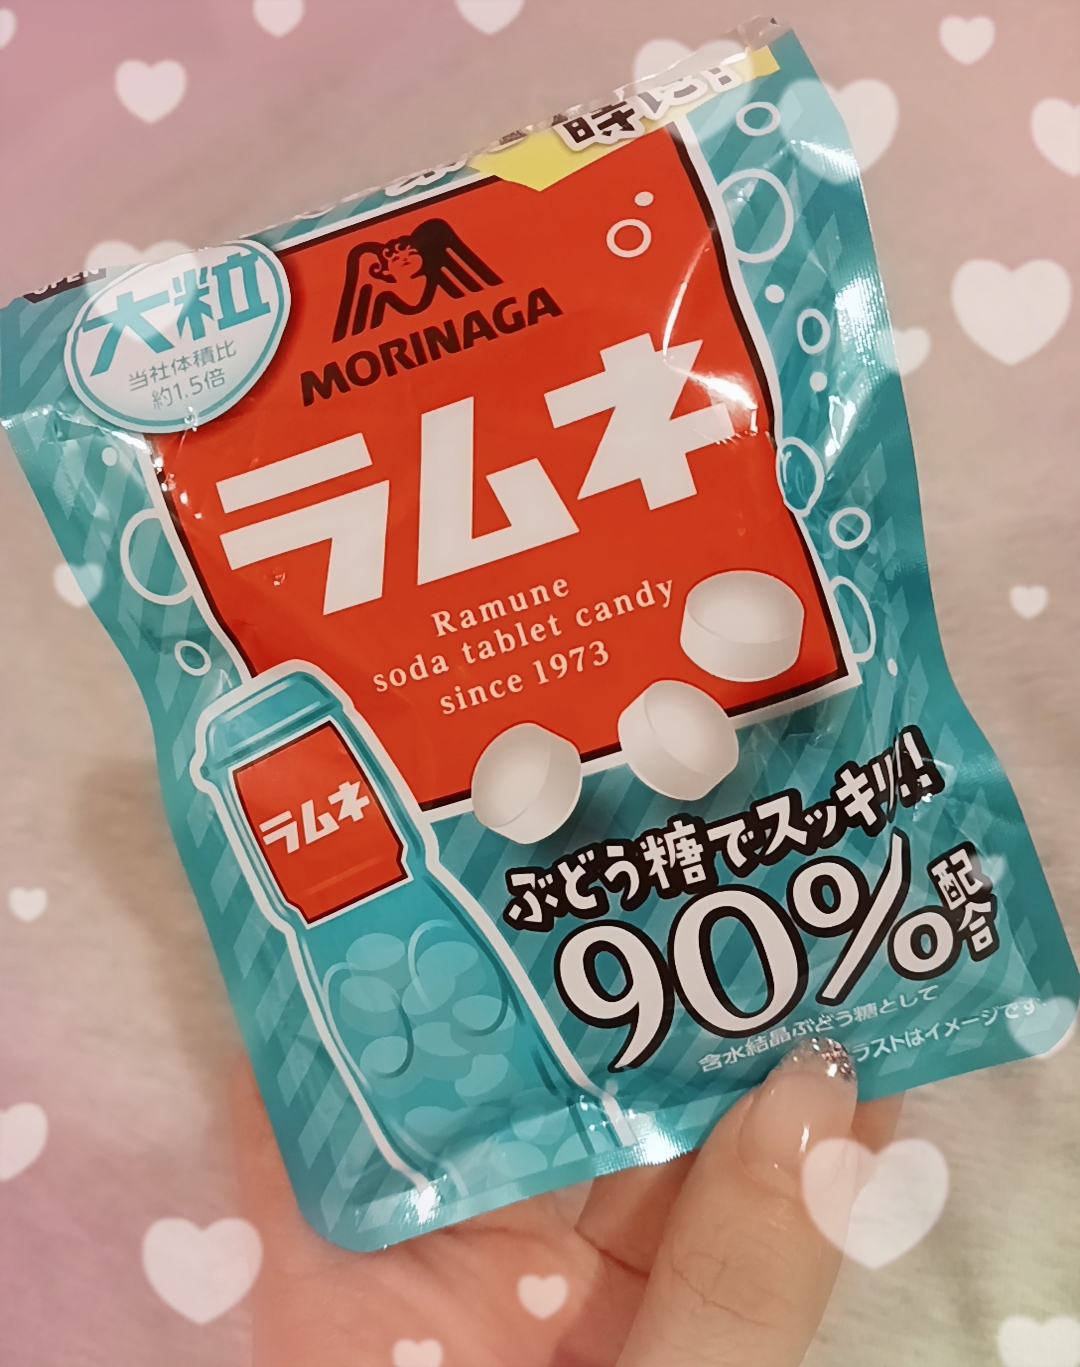 OPEN
大粒
当社体積比
約1.5倍
MORINAGA
ラムネ
Ramune
soda tablet candy
since 1973
ラムネ
ぶどう糖でスッキリ!!
90%配合
含水結晶ぶどう糖として
ラストはイメージです。